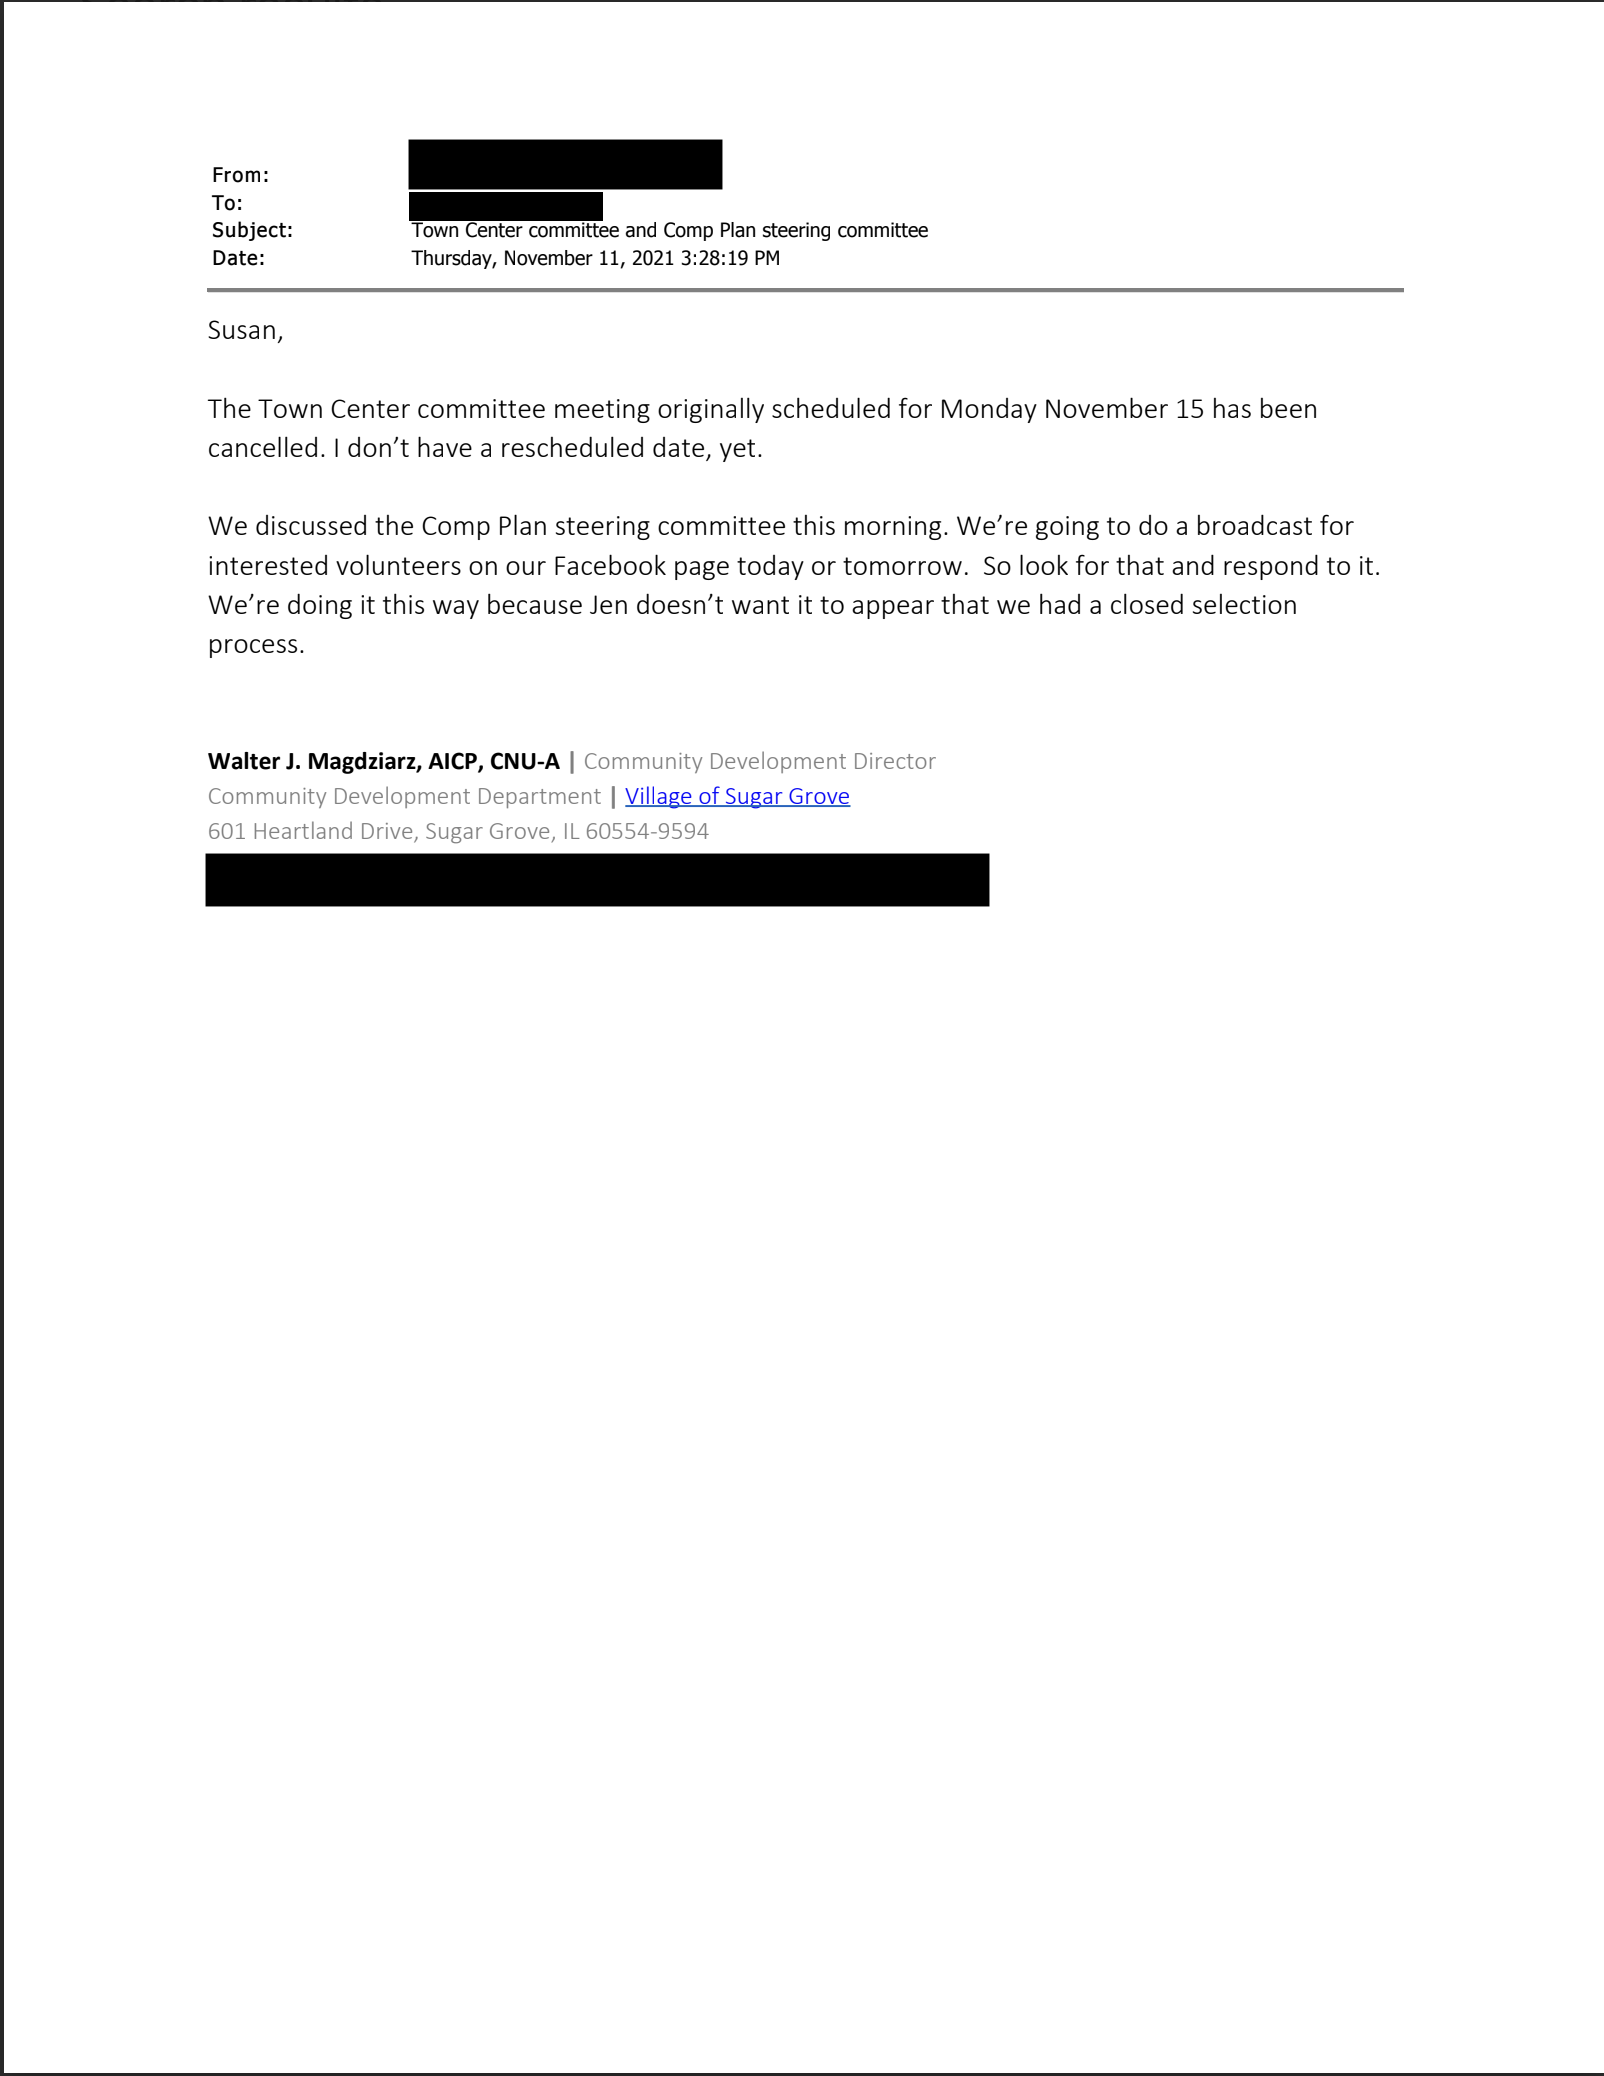 From:
To:
Subject: Town Center committee and Comp Plan steering committee
Date: Thursday, November 11, 2021 3:28:19 PM
Susan,
The Town Center committee meeting originally scheduled for Monday November 15 has been
cancelled. I don’t have a rescheduled date, yet.
We discussed the Comp Plan steering committee this morning. We’re going to do a broadcast for
interested volunteers on our Facebook page today or tomorrow.  So look for that and respond to it.
We’re doing it this way because Jen doesn’t want it to appear that we had a closed selection
process.
Walter J. Magdziarz, AICP, CNU-A | Community Development Director
Community Development Department | Village of Sugar Grove
601 Heartland Drive, Sugar Grove, IL 60554-9594